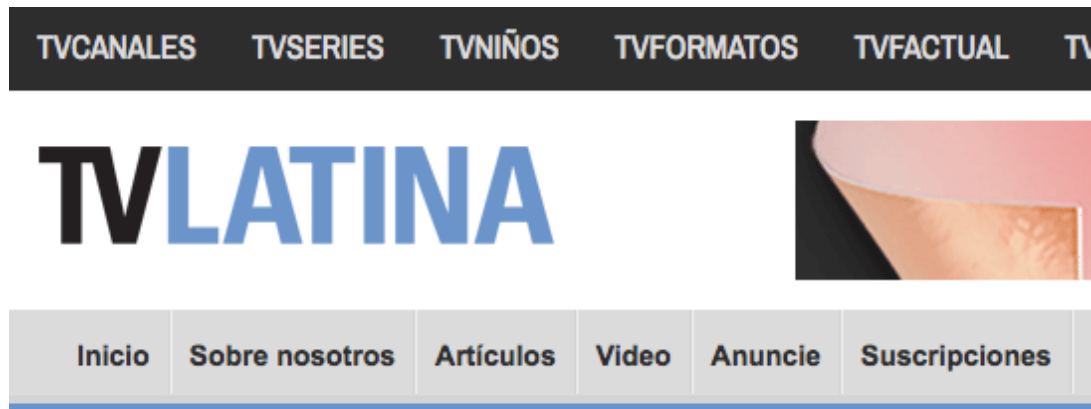 TVCANALES TVSERIES TVNIÑOS TVFORMATOS TVFACTUAL
TVLATINA
Inicio Sobre nosotros Artículos Video Anuncie Suscripciones